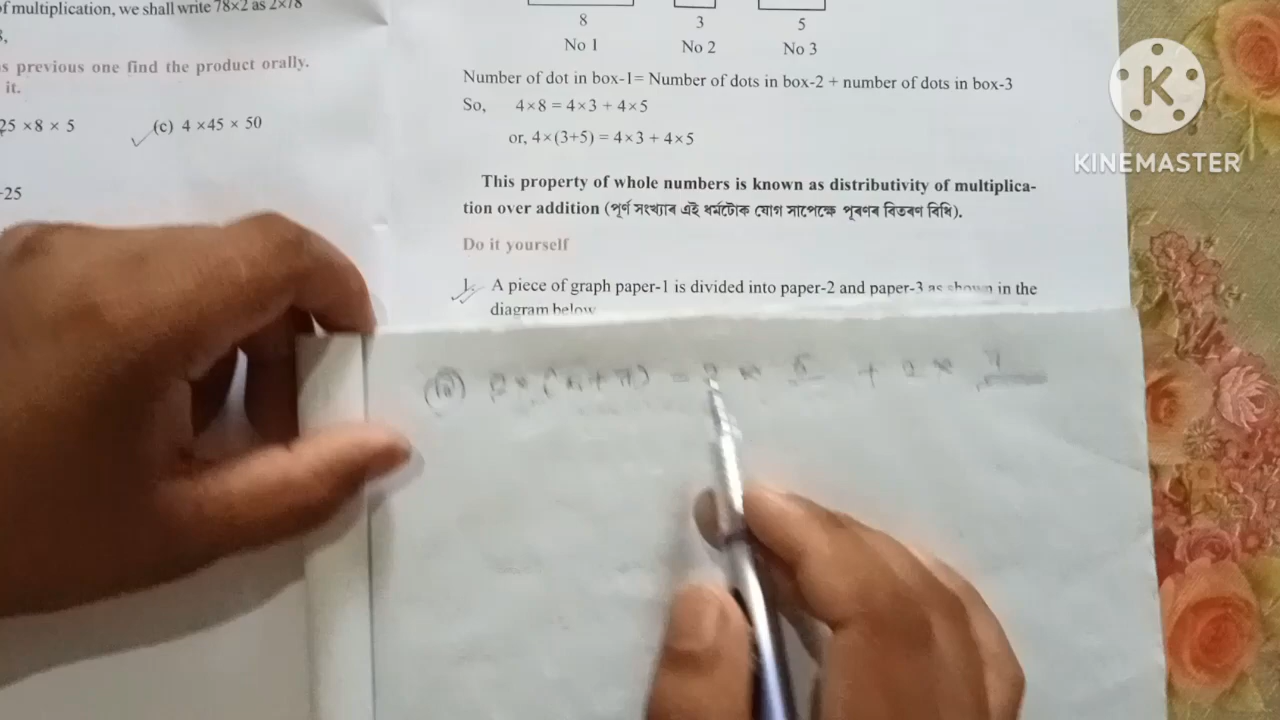 of multiplication, we shall write 78×2 as 2×78
s previous one find the product orally.
it.
25 ×8 × 5
(c) 4 ×45 × 50
-25
8 3 5
No 1 No 2 No 3
Number of dot in box-1= Number of dots in box-2 + number of dots in box-3
So, 4×8 = 4×3 + 4×5
or, 4×(3+5) = 4×3 + 4×5
This property of whole numbers is known as distributivity of multiplica-
tion over addition (পূৰ্ণ সংখ্যাৰ এই ধৰ্মটোক যোগ সাপেক্ষে পূৰণৰ বিতৰণ বিধি).
Do it yourself
1. A piece of graph paper-1 is divided into paper-2 and paper-3 as shown in the
diagram below
KINEMASTER